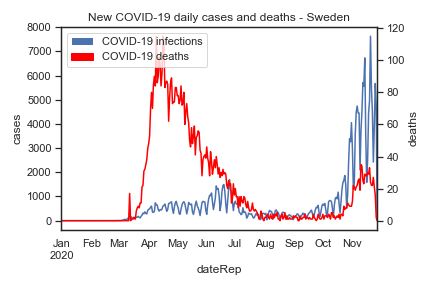 New COVID-19 daily cases and deaths - Sweden
COVID-19 infections
COVID-19 deaths
8000
7000
6000
5000
4000
3000
2000
1000
0
cases
120
100
80
60
40
20
0
deaths
Jan Feb Mar Apr May Jun Jul Aug Sep Oct Nov
2020
dateRep